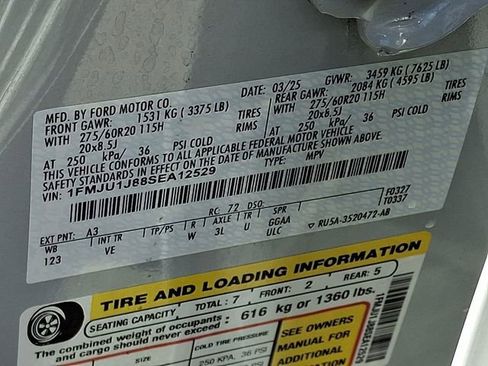 MFD. BY FORD MOTOR CO.
DATE: 03/25 GVWR: 3459 KG (7625 LB)
FRONT GAWR: 1531 KG (3375 LB) REAR GAWR: 2084 KG (4595 LB)
WITH 275/60R20 115H TIRES WITH 275/60R20 115H TIRES
20x8.5J RIMS 20x8.5J RIMS
AT 250 kPa/ 36 PSI COLD AT 250 kPa/ 36 PSI COLD
THIS VEHICLE CONFORMS TO ALL APPLICABLE FEDERAL MOTOR VEHICLE
SAFETY STANDARDS IN EFFECT ON THE DATE OF MANUFACTURE SHOWN ABOVE.
VIN: 1FMJU1J88SEA12529 TYPE: MPV
F0327
T0337
EXT PNT: A3 RC: 72 DSO:
WB INT TR TP/PS R AXLE TR SPR
123 VE 3L U GGAA
ULC
RU5A-3520472-AB
TIRE AND LOADING INFORMATION
SEATING CAPACITY TOTAL: 7 FRONT: 2 REAR: 5
The combined weight of occupants and cargo should never exceed: 616 kg or 1360 lbs.
SIZE COLD TIRE PRESSURE
250 KPA, 36 PSI
SEE OWNERS
MANUAL FOR
ADDITIONAL